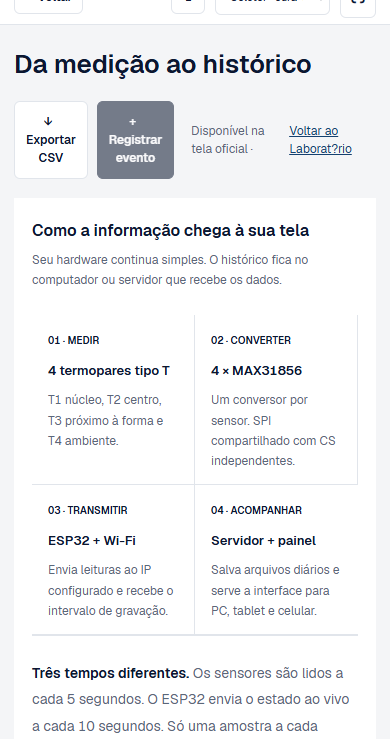 Da medição ao histórico
↓
Exportar
CSV
+
Registrar
evento
Disponível na
tela oficial ·
Voltar ao
Laborat?rio
Como a informação chega à sua tela
Seu hardware continua simples. O histórico fica no
computador ou servidor que recebe os dados.
01 · MEDIR
4 termopares tipo T
T1 núcleo, T2 centro,
T3 próximo à forma e
T4 ambiente.
02 · CONVERTER
4 × MAX31856
Um conversor por
sensor. SPI
compartilhado com CS
independentes.
03 · TRANSMITIR
ESP32 + Wi-Fi
Envia leituras ao IP
configurado e recebe o
intervalo de gravação.
04 · ACOMPANHAR
Servidor + painel
Salva arquivos diários e
serve a interface para
PC, tablet e celular.
Três tempos diferentes. Os sensores são lidos a
cada 5 segundos. O ESP32 envia o estado ao vivo
a cada 10 segundos. Só uma amostra a cada